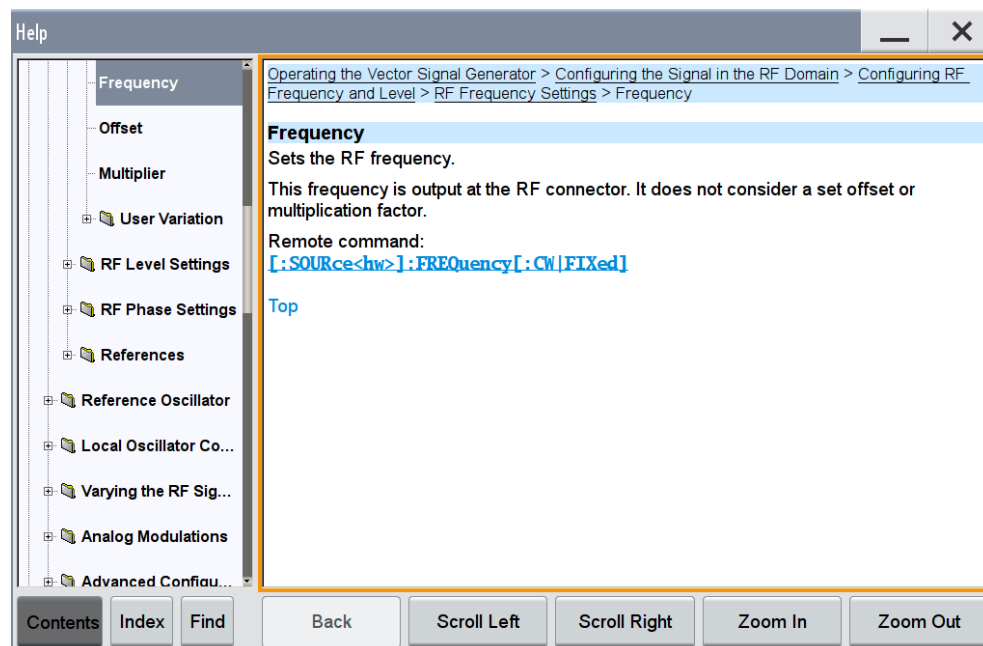 Help
Frequency
Offset
Multiplier
User Variation
RF Level Settings
RF Phase Settings
References
Reference Oscillator
Local Oscillator Co...
Varying the RF Sig...
Analog Modulations
Advanced Configu...
Operating the Vector Signal Generator > Configuring the Signal in the RF Domain > Configuring RF
Frequency and Level > RF Frequency Settings > Frequency
Frequency
Sets the RF frequency.
This frequency is output at the RF connector. It does not consider a set offset or
multiplication factor.
Remote command:
[:SOURce<hw>]:FREQuency[:CW|FIXed]
Top
Contents
Index
Find
Back
Scroll Left
Scroll Right
Zoom In
Zoom Out